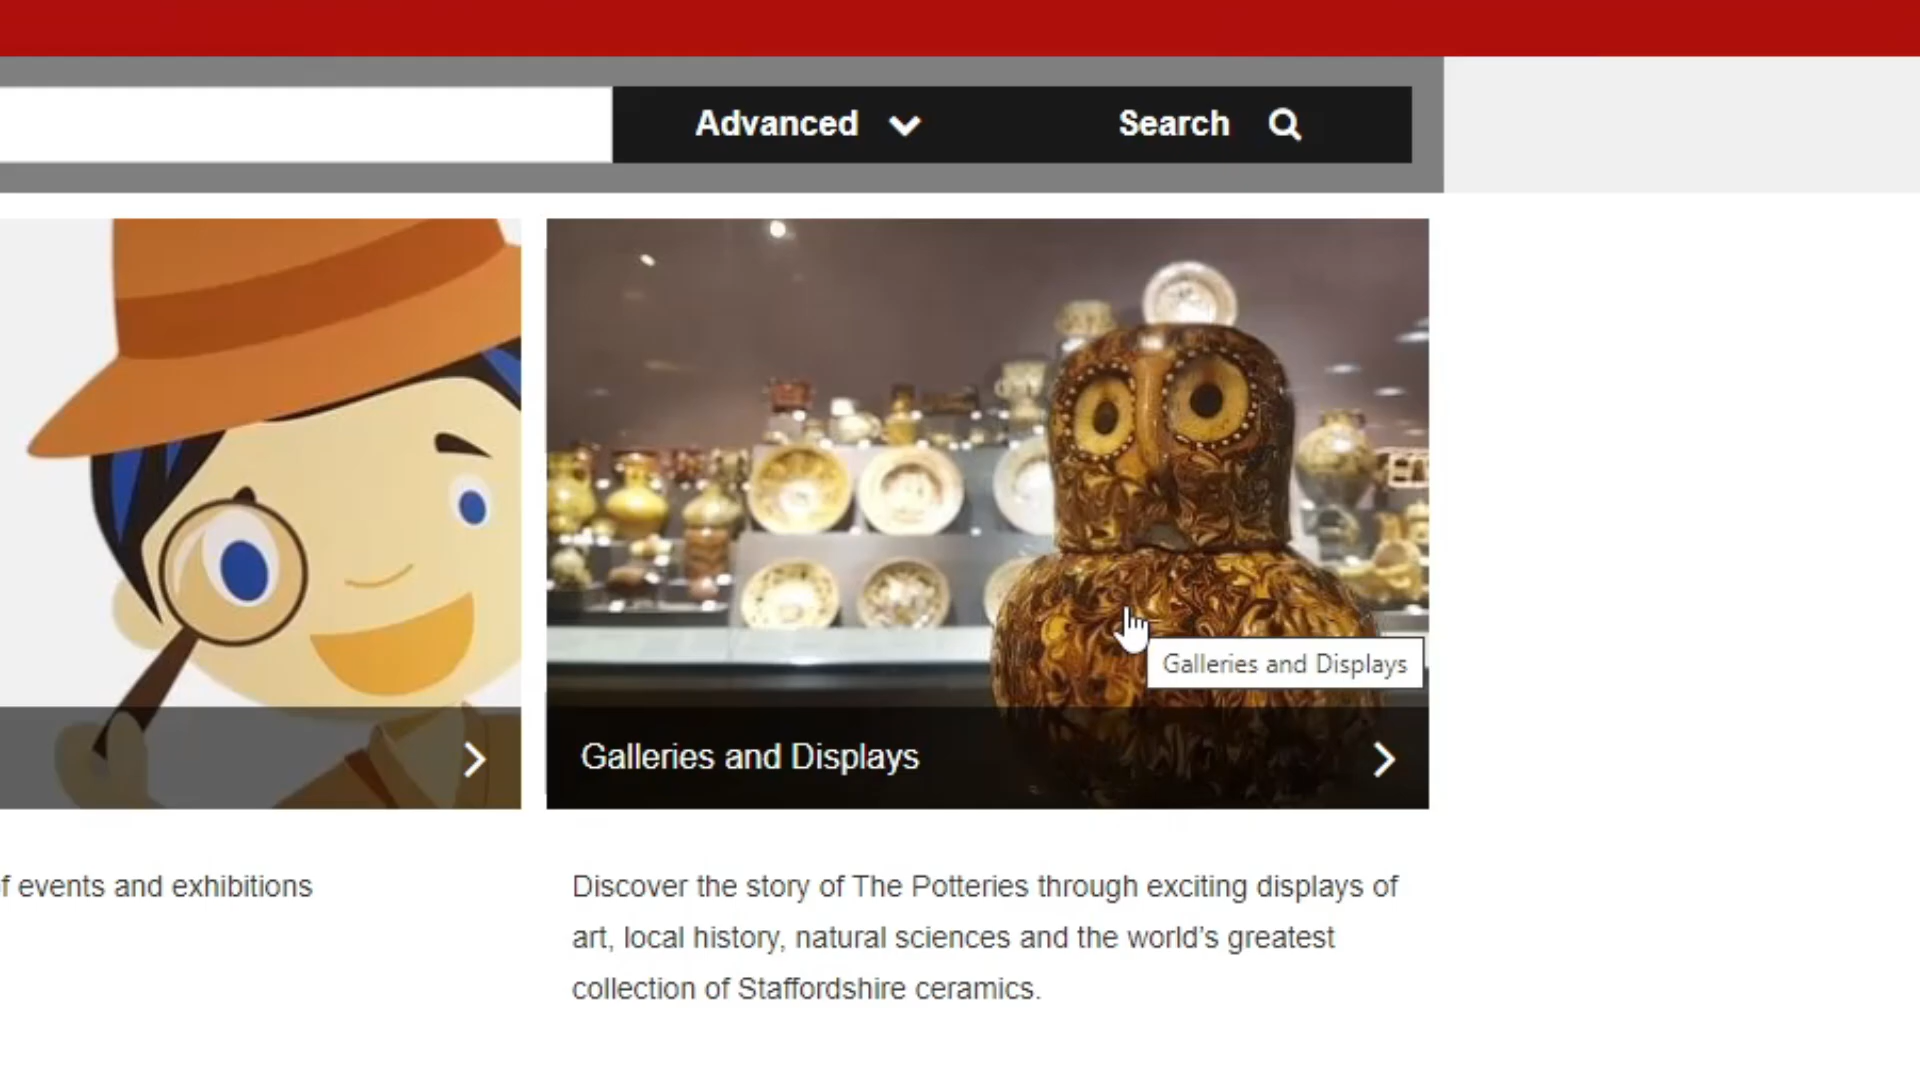 Advanced
Search
Galleries and Displays
Galleries and Displays
f events and exhibitions
Discover the story of The Potteries through exciting displays of
art, local history, natural sciences and the world's greatest
collection of Staffordshire ceramics.